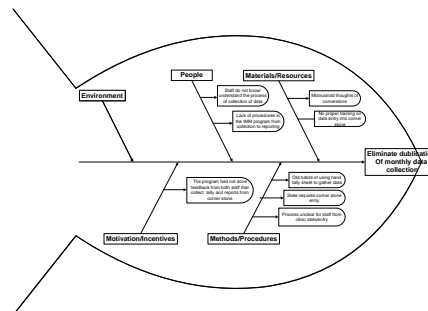 People
Materials/Resources
Environment
Staff do not know
understand the process
of collection of data
Mistrust/old thoughts of
cornerstone
Lack of procedures in
the IMM program from
collection to reporting
No proper training on
data entry into corner
stone
Eliminate dublication
Of monthly data
collection
The program had not done
feedback from both staff that
collect tally and reports from
corner stone
Old habits of using hand
tally sheet to gather data
State requires corner stone
entry
Process unclear for staff from
clinic stats/entry
Motivation/Incentives
Methods/Procedures